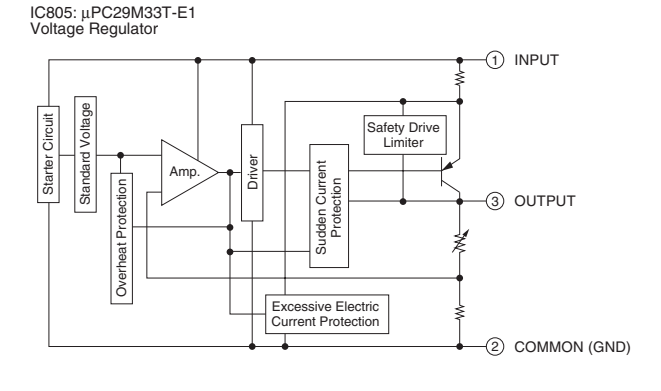 IC805: µPC29M33T-E1
Voltage Regulator
1 INPUT
Starter Circuit
Standard Voltage
Overheat Protection
Amp.
Driver
Sudden Current
Protection
Safety Drive
Limiter
3 OUTPUT
Excessive Electric
Current Protection
2 COMMON (GND)